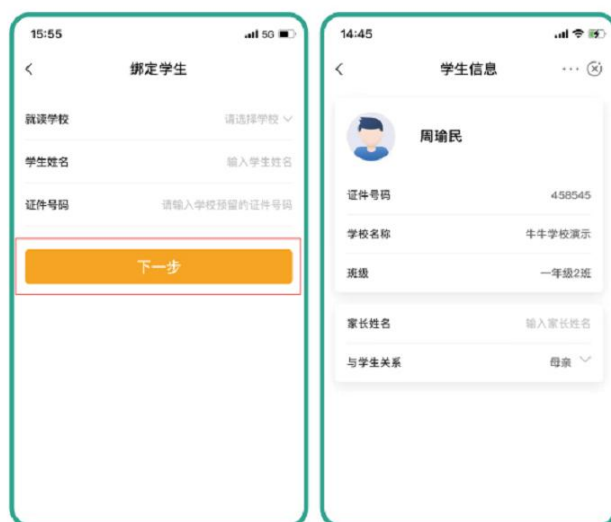 15:55
5G
绑定学生
就读学校
请选择学校
学生姓名
输入学生姓名
证件号码
请输入学校预留的证件号码
下一步
14:45
学生信息
周瑜民
证件号码
458545
学校名称
牛牛学校演示
班级
一年级2班
家长姓名
输入家长姓名
与学生关系
母亲